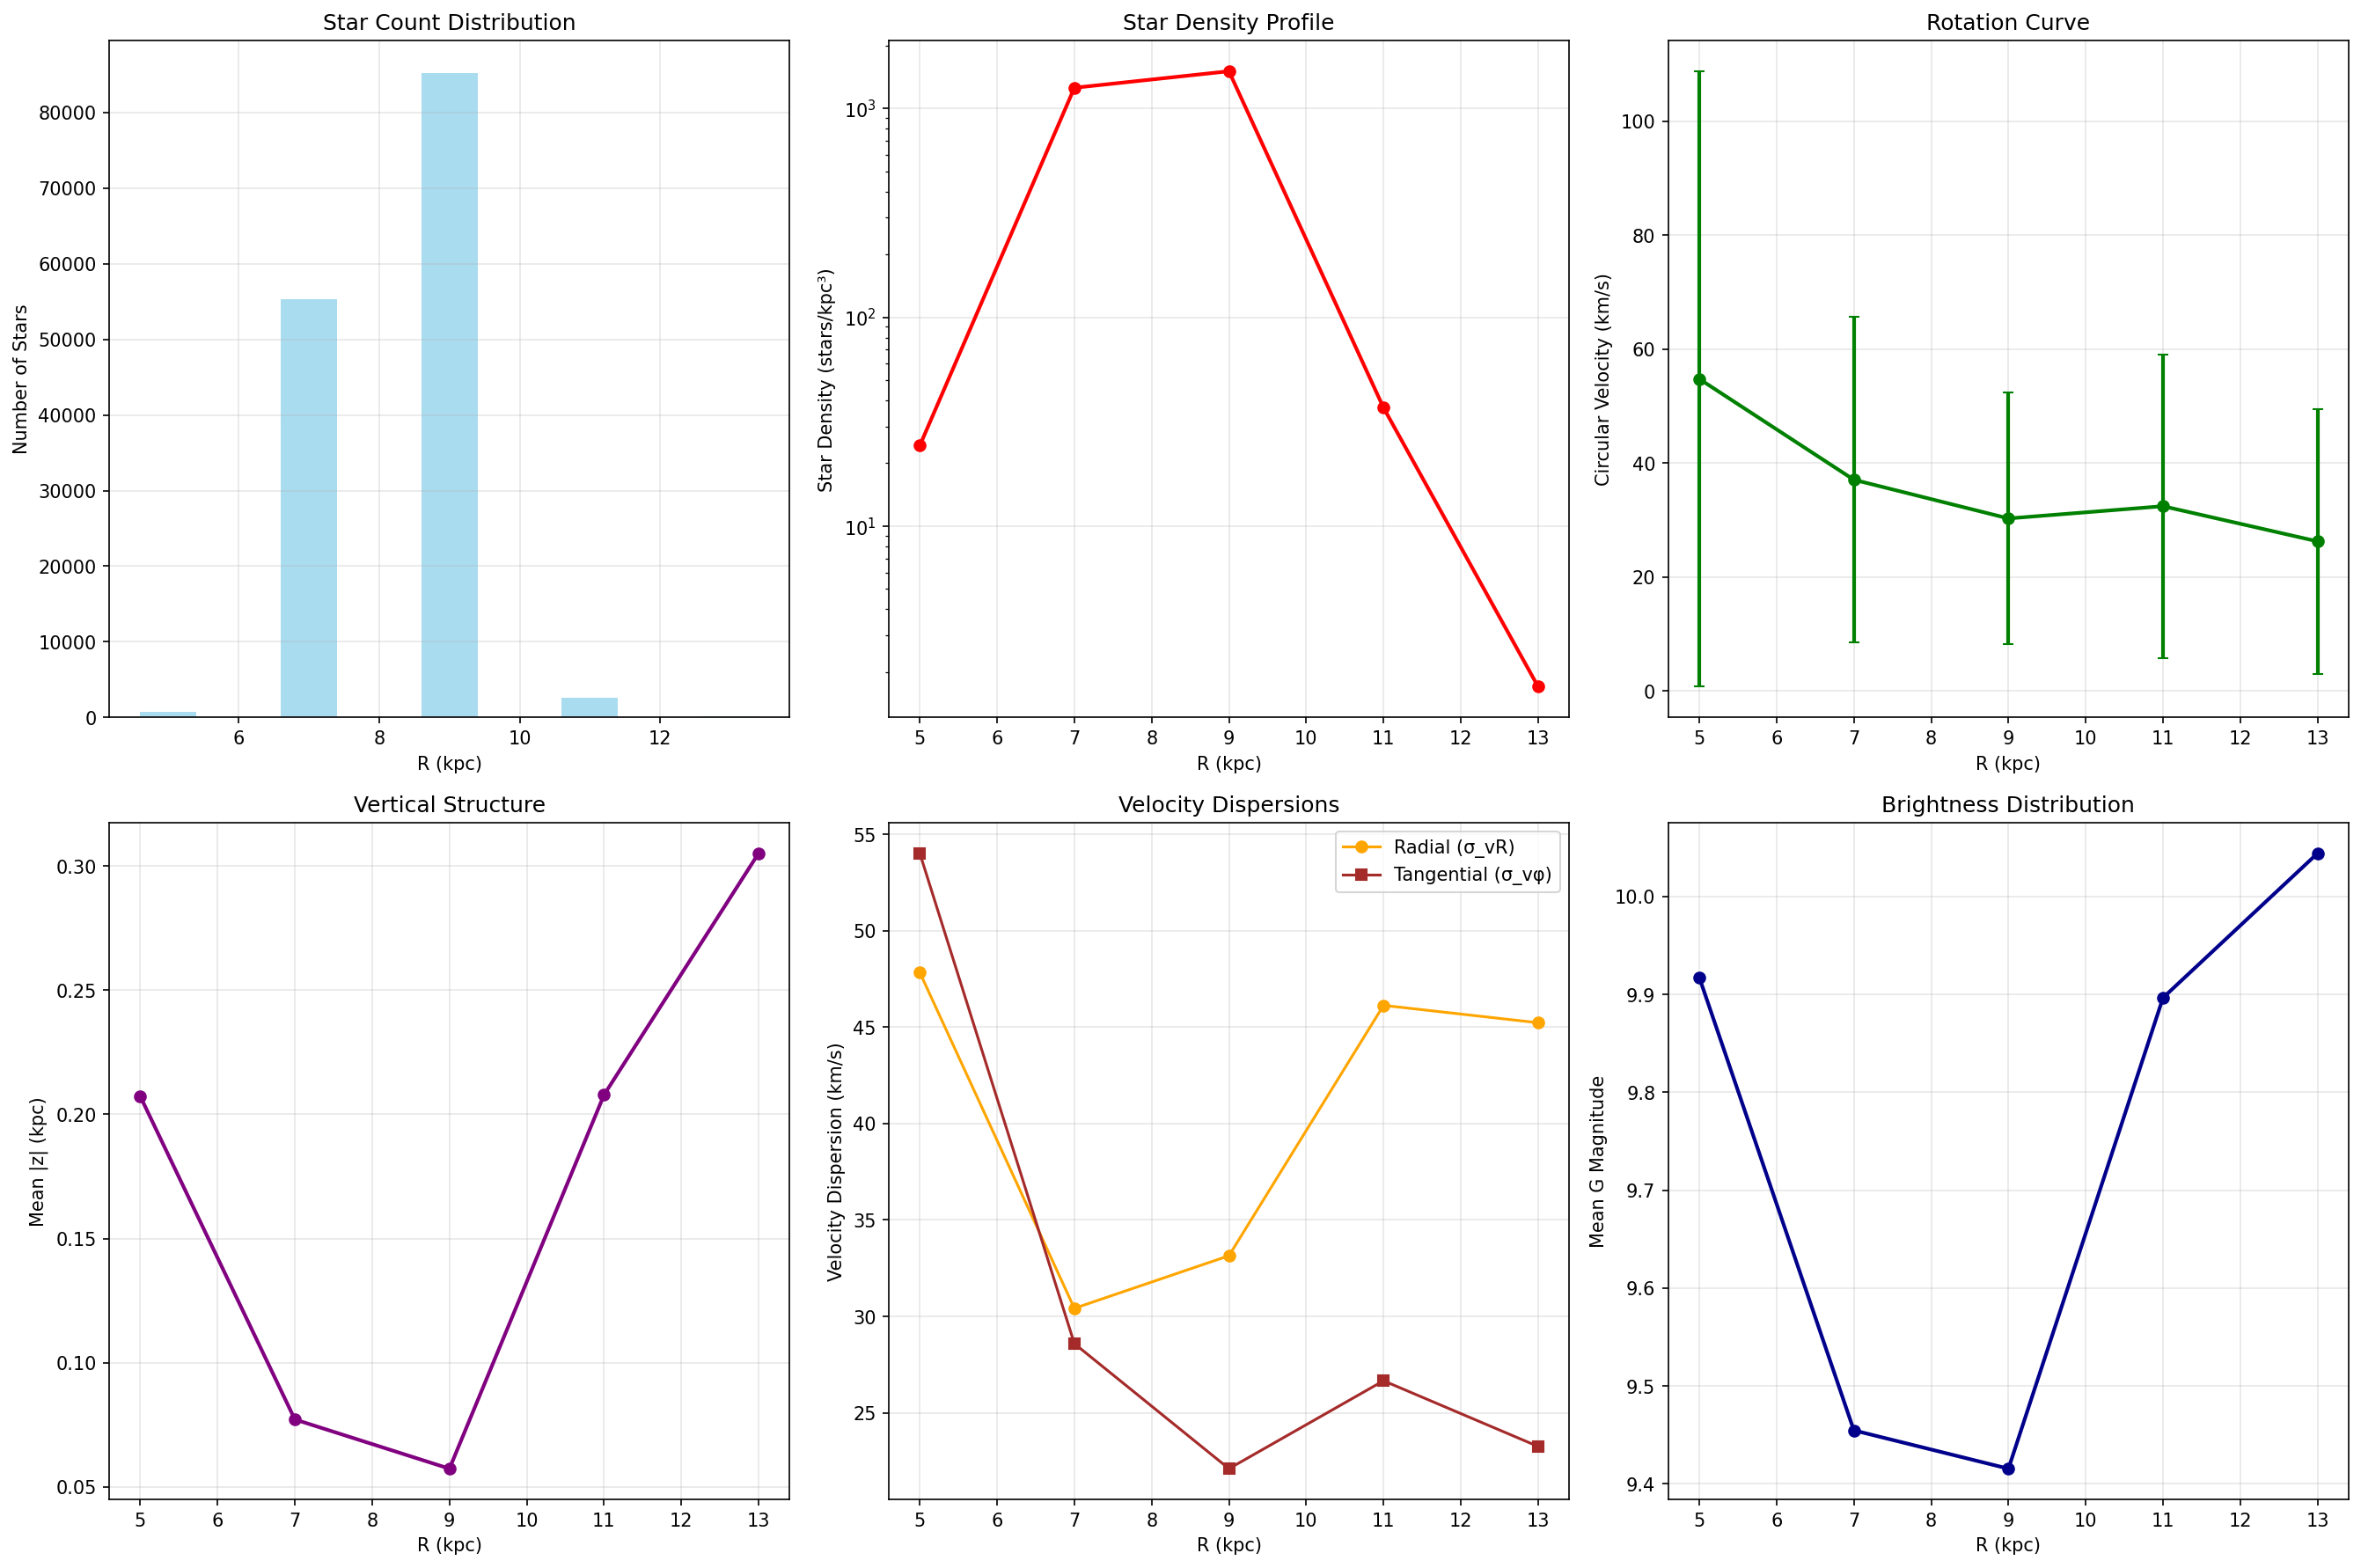 Star Count Distribution
Number of Stars
80000
70000
60000
50000
40000
30000
20000
10000
0
6 8 10 12
R (kpc)
Star Density Profile
Star Density (stars/kpc³)
10³
10²
10¹
5 6 7 8 9 10 11 12 13
R (kpc)
Rotation Curve
Circular Velocity (km/s)
100
80
60
40
20
0
5 6 7 8 9 10 11 12 13
R (kpc)
Vertical Structure
Mean |z| (kpc)
0.30
0.25
0.20
0.15
0.10
0.05
5 6 7 8 9 10 11 12 13
R (kpc)
Velocity Dispersions
Radial (σ_vR)
Tangential (σ_vφ)
Velocity Dispersion (km/s)
55
50
45
40
35
30
25
5 6 7 8 9 10 11 12 13
R (kpc)
Brightness Distribution
Mean G Magnitude
10.0
9.9
9.8
9.7
9.6
9.5
9.4
5 6 7 8 9 10 11 12 13
R (kpc)